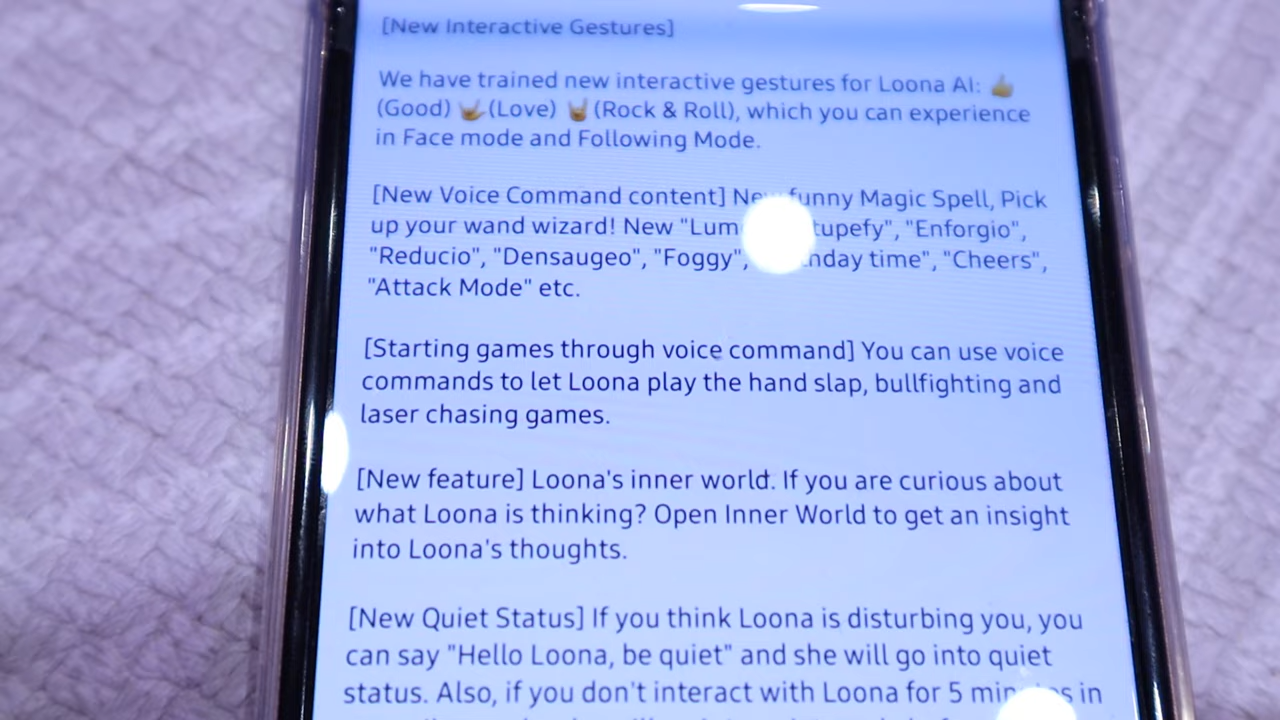 [New Interactive Gestures]
We have trained new interactive gestures for Loona AI: 👍
(Good) 🤟 (Love) 🤘 (Rock & Roll), which you can experience
in Face mode and Following Mode.
[New Voice Command content] New funny Magic Spell, Pick
up your wand wizard! New "Lum tupefy", "Enforgio",
"Reducio", "Densaugeo", "Foggy", day time", "Cheers",
"Attack Mode" etc.
[Starting games through voice command] You can use voice
commands to let Loona play the hand slap, bullfighting and
laser chasing games.
[New feature] Loona's inner world. If you are curious about
what Loona is thinking? Open Inner World to get an insight
into Loona's thoughts.
[New Quiet Status] If you think Loona is disturbing you, you
can say "Hello Loona, be quiet" and she will go into quiet
status. Also, if you don't interact with Loona for 5 minutes in